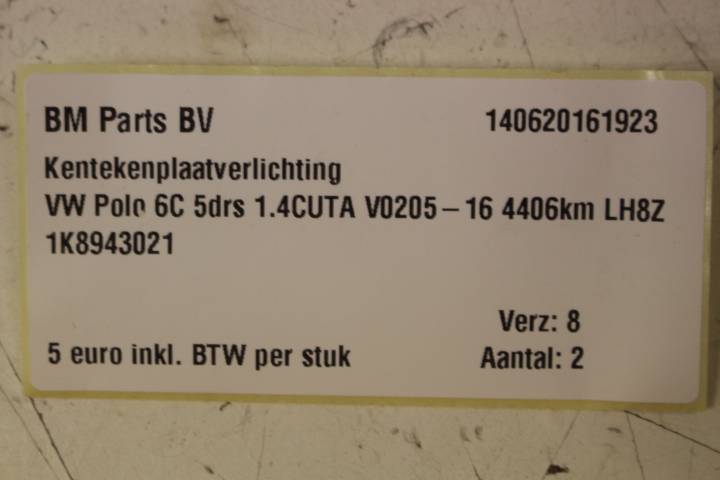 BM Parts BV 140620161923
Kentekenplaatverlichting
VW Polo 6C 5drs 1.4CUTA V0205-16 4406km LH8Z
1K8943021
Verz: 8
5 euro inkl. BTW per stuk Aantal: 2